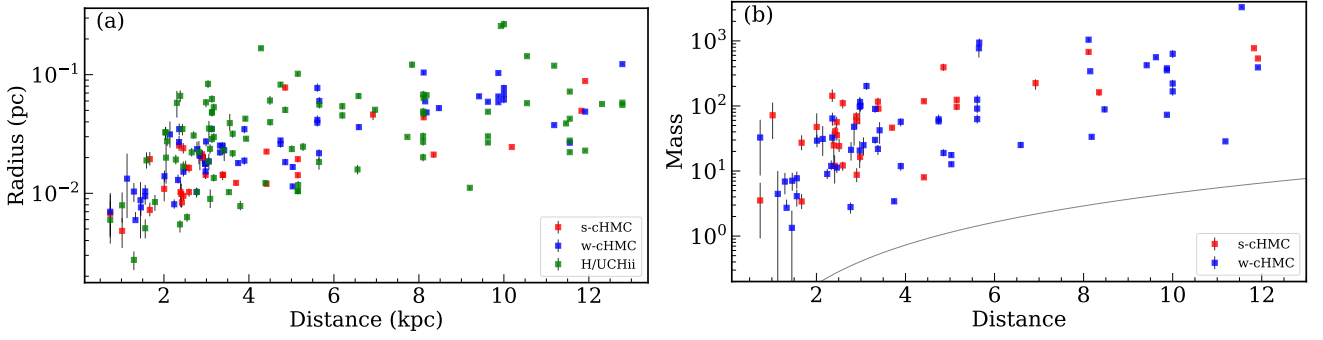 (a)
Radius (pc)
10⁻¹
10⁻²
2 4 6 8 10 12
Distance (kpc)
s-cHMC
w-cHMC
H/UCHii
(b)
Mass
10³
10²
10¹
10⁰
2 4 6 8 10 12
Distance
s-cHMC
w-cHMC